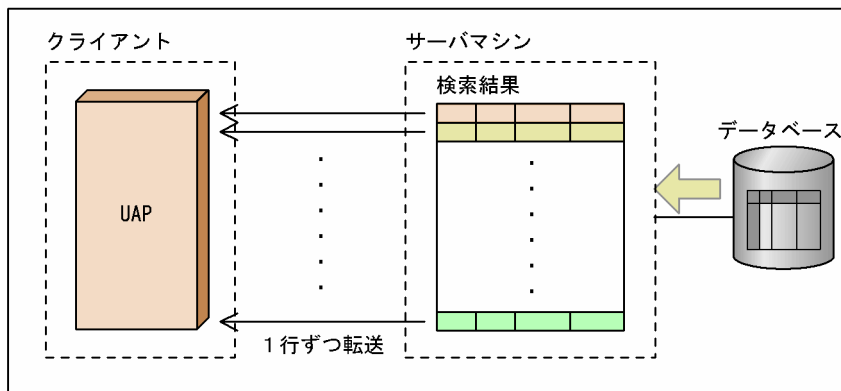 クライアント
サーバマシン
検索結果
データベース
UAP
1行ずつ転送